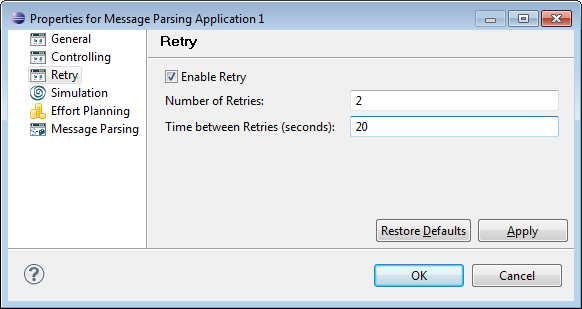 Properties for Message Parsing Application 1
General
Controlling
Retry
Simulation
Effort Planning
Message Parsing
Retry
Enable Retry
Number of Retries: 2
Time between Retries (seconds): 20
Restore Defaults Apply
? OK Cancel